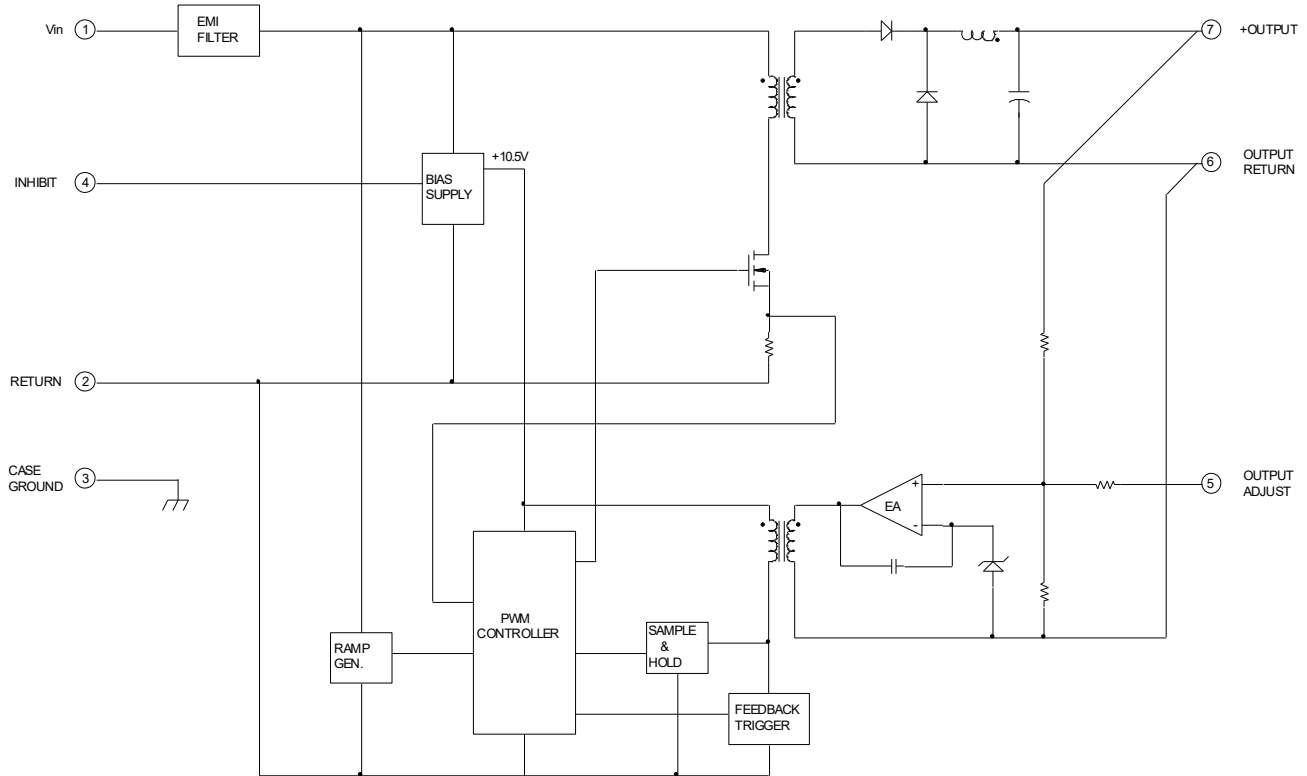 Vin
1
EMI
FILTER
7
+OUTPUT
+10.5V
INHIBIT
4
BIAS
SUPPLY
6
OUTPUT
RETURN
RETURN
2
CASE
GROUND
3
+
EA
-
5
OUTPUT
ADJUST
PWM
CONTROLLER
RAMP
GEN.
SAMPLE
&
HOLD
FEEDBACK
TRIGGER